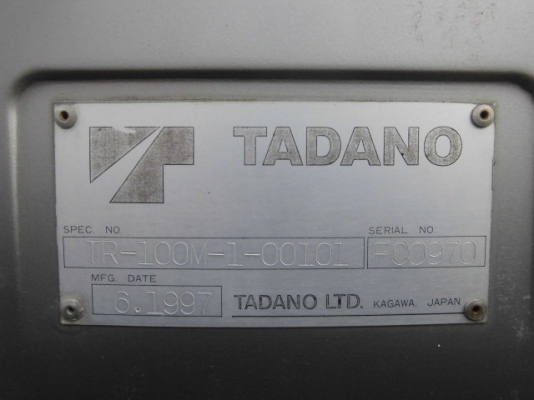 TADANO
SPEC. NO. SERIAL NO.
TR-100M-1-00101 FC0970
MFG. DATE
6.1997 TADANO LTD. KAGAWA, JAPAN